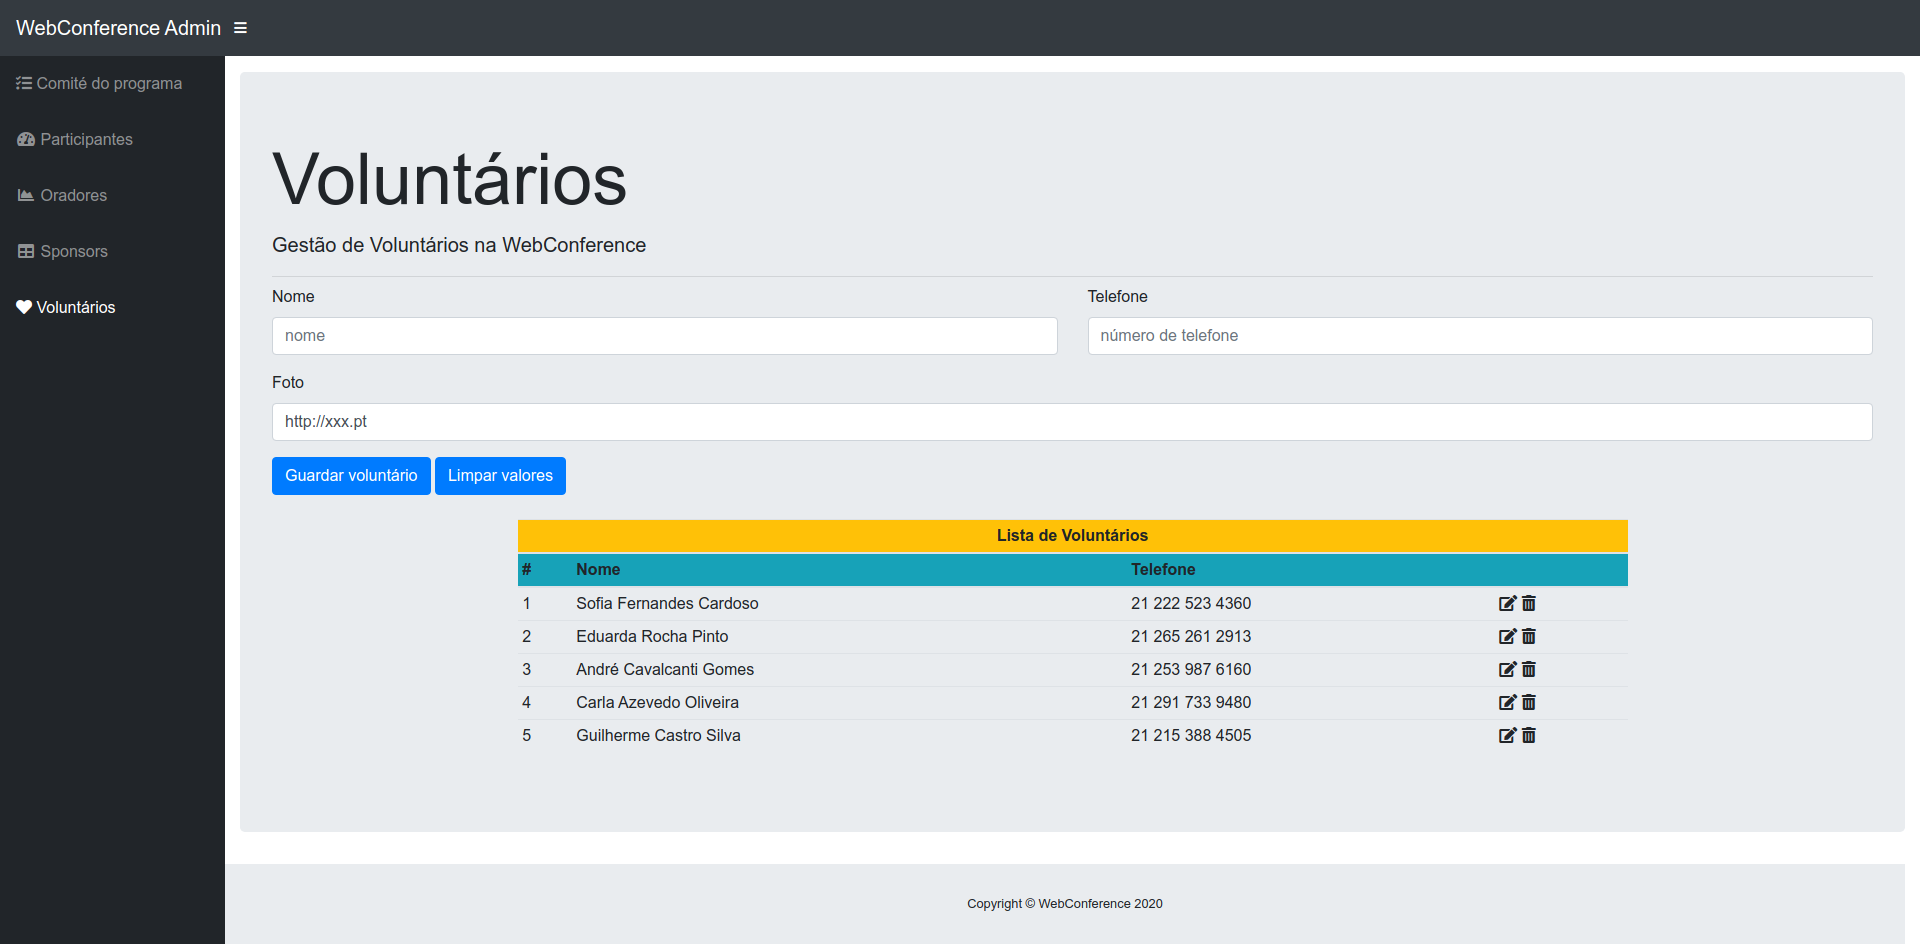 WebConference Admin
Comité do programa
Participantes
Oradores
Sponsors
Voluntários
Voluntários
Gestão de Voluntários na WebConference
Nome Telefone
nome número de telefone
Foto
http://xxx.pt
Guardar voluntário Limpar valores
Lista de Voluntários
# Nome Telefone
1 Sofia Fernandes Cardoso 21 222 523 4360
2 Eduarda Rocha Pinto 21 265 261 2913
3 André Cavalcanti Gomes 21 253 987 6160
4 Carla Azevedo Oliveira 21 291 733 9480
5 Guilherme Castro Silva 21 215 388 4505
Copyright © WebConference 2020